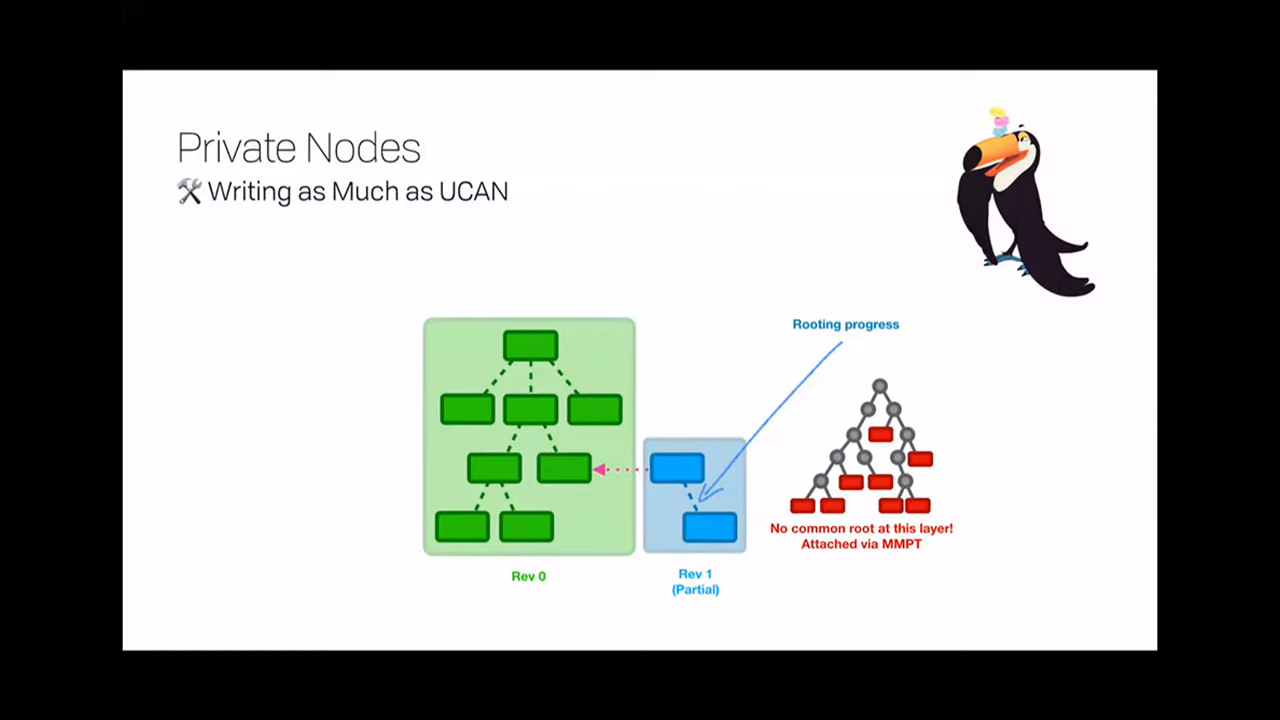 Private Nodes
🛠 Writing as Much as UCAN
Rooting progress
No common root at this layer!
Attached via MMPT
Rev 0
Rev 1
(Partial)